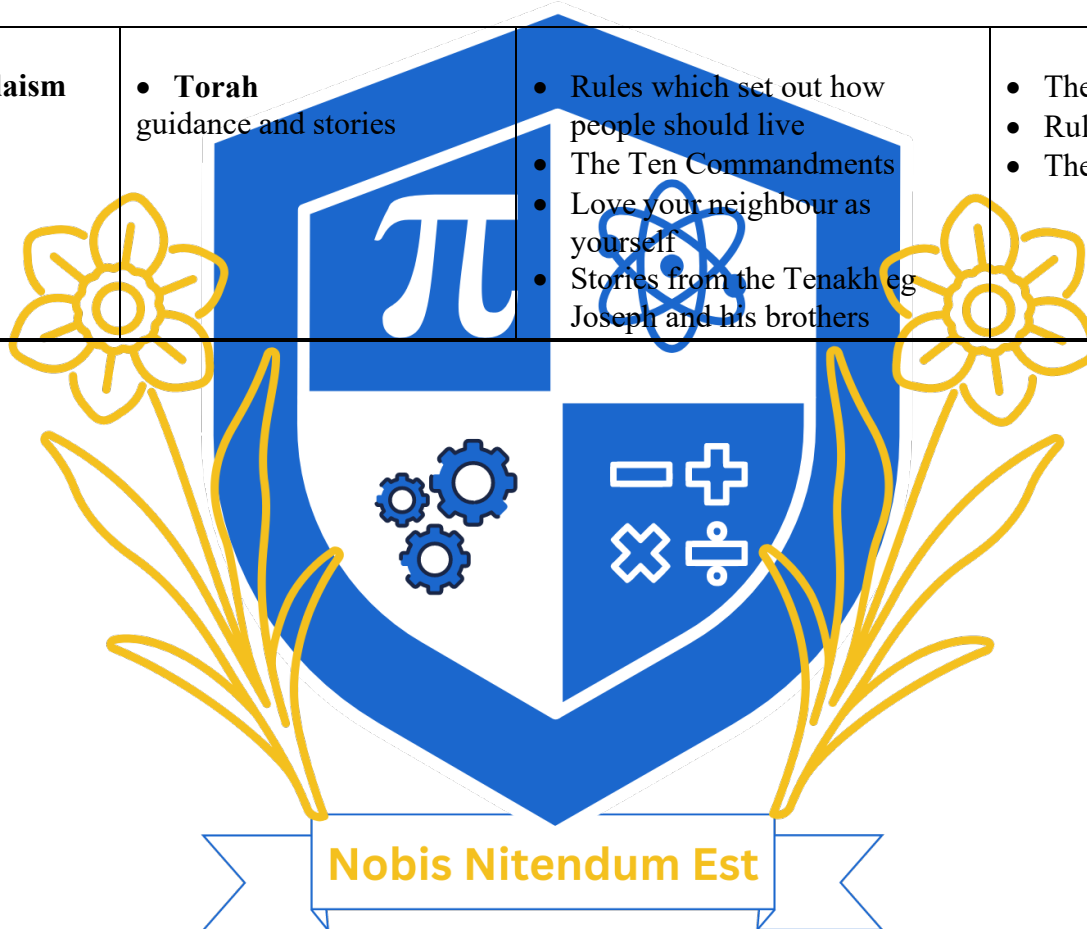 laism
• Torah
guidance and stories
• Rules which set out how
people should live
• The Ten Commandments
• Love your neighbour as
yourself
• Stories from the Tenakh eg
Joseph and his brothers
• The
• Rul
• The
π
Nobis Nitendum Est